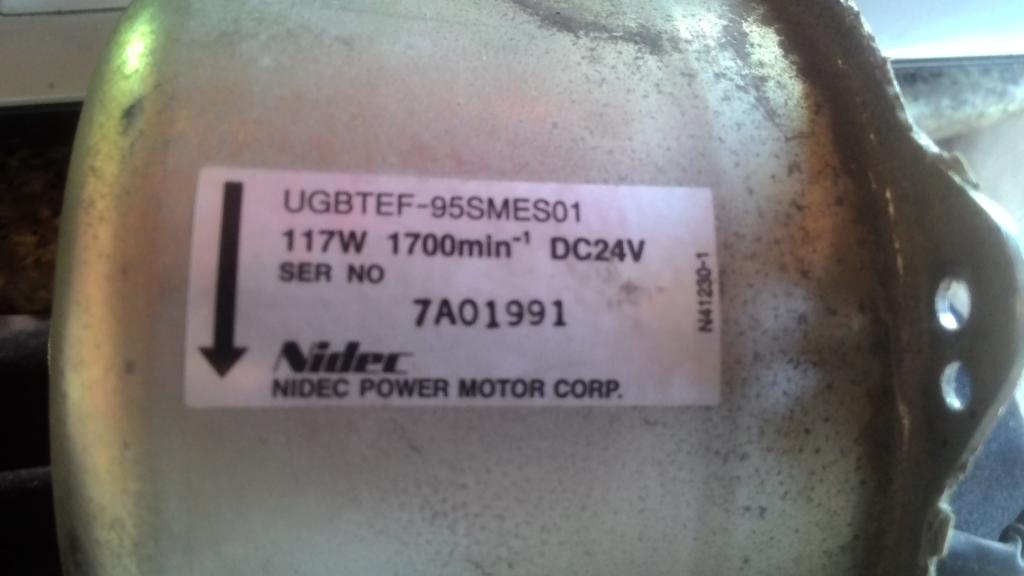 UGBTEF-95SMES01
117W 1700min⁻¹ DC24V
SER NO
7A01991
Nidec
NIDEC POWER MOTOR CORP.
N41230-1